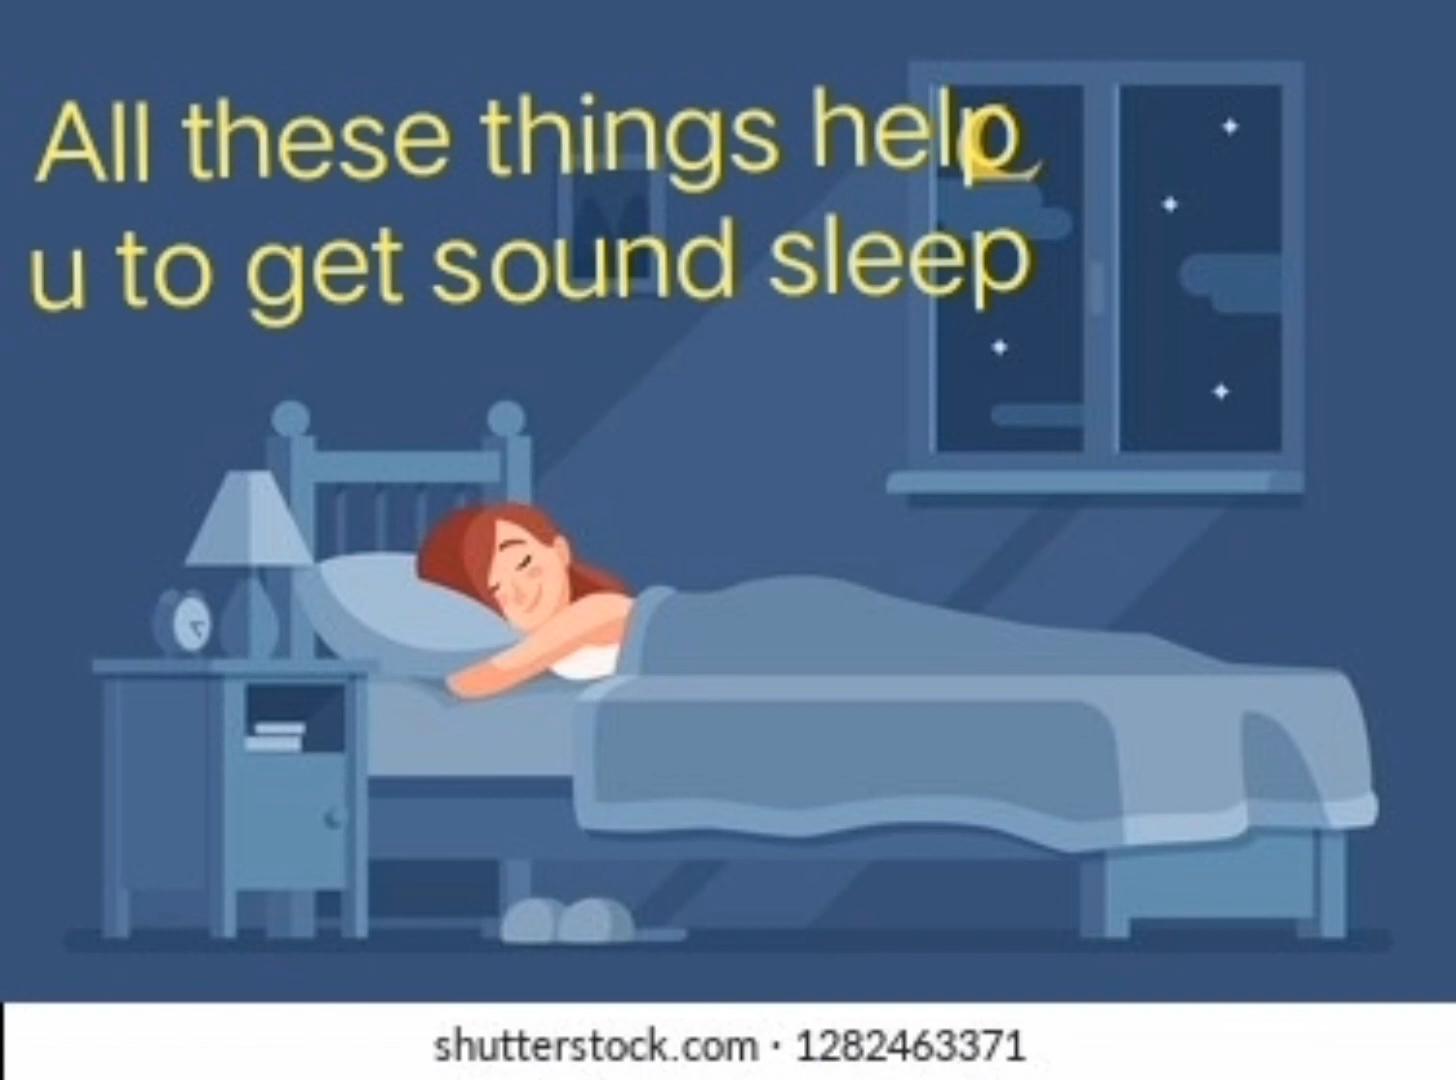 All these things help
u to get sound sleep
shutterstock.com · 1282463371